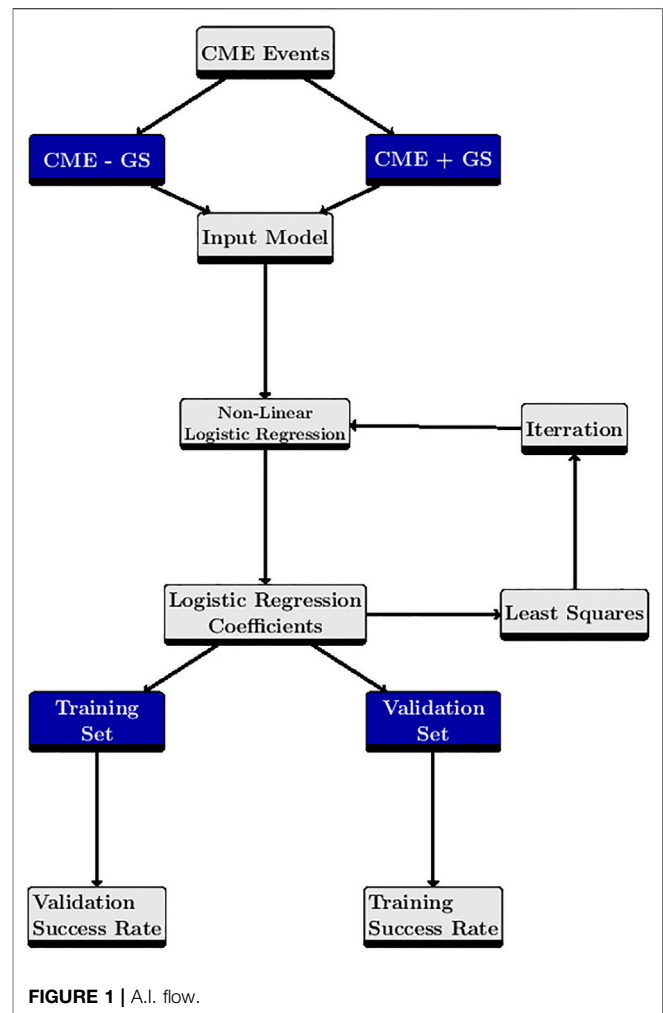 CME Events
CME - GS
CME + GS
Input Model
Non-Linear
Logistic Regression
Iterration
Logistic Regression
Coefficients
Least Squares
Training
Set
Validation
Set
Validation
Success Rate
Training
Success Rate
FIGURE 1 | A.I. flow.